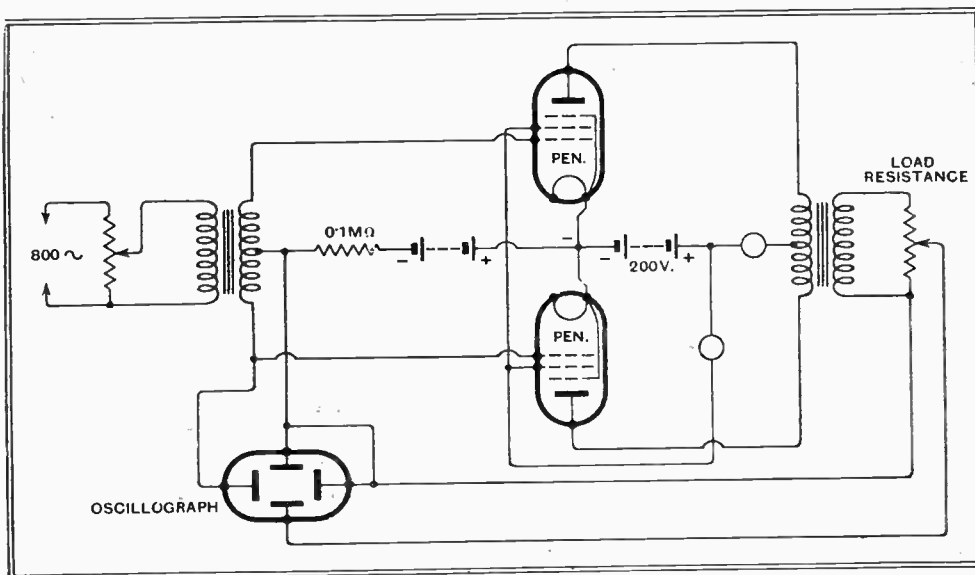 PEN.
LOAD
RESISTANCE
0·1MΩ
800 ~
−
+
−
−
+
200V.
PEN.
OSCILLOGRAPH